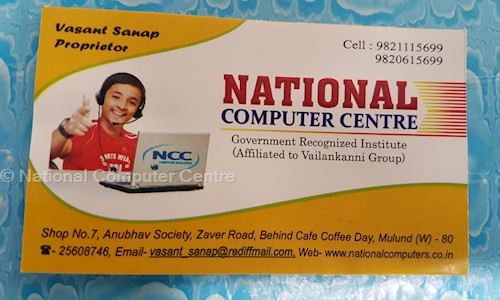 Vasant Sanap
Proprietor
Cell : 9821115699
9820615699
NATIONAL
COMPUTER CENTRE
Government Recognized Institute
(Affiliated to Vailankanni Group)
NCC
© National Computer Centre
Shop No.7, Anubhav Society, Zaver Road, Behind Cafe Coffee Day, Mulund (W) - 80
☎- 25608746, Email- vasant_sanap@rediffmail.com, Web- www.nationalcomputers.co.in